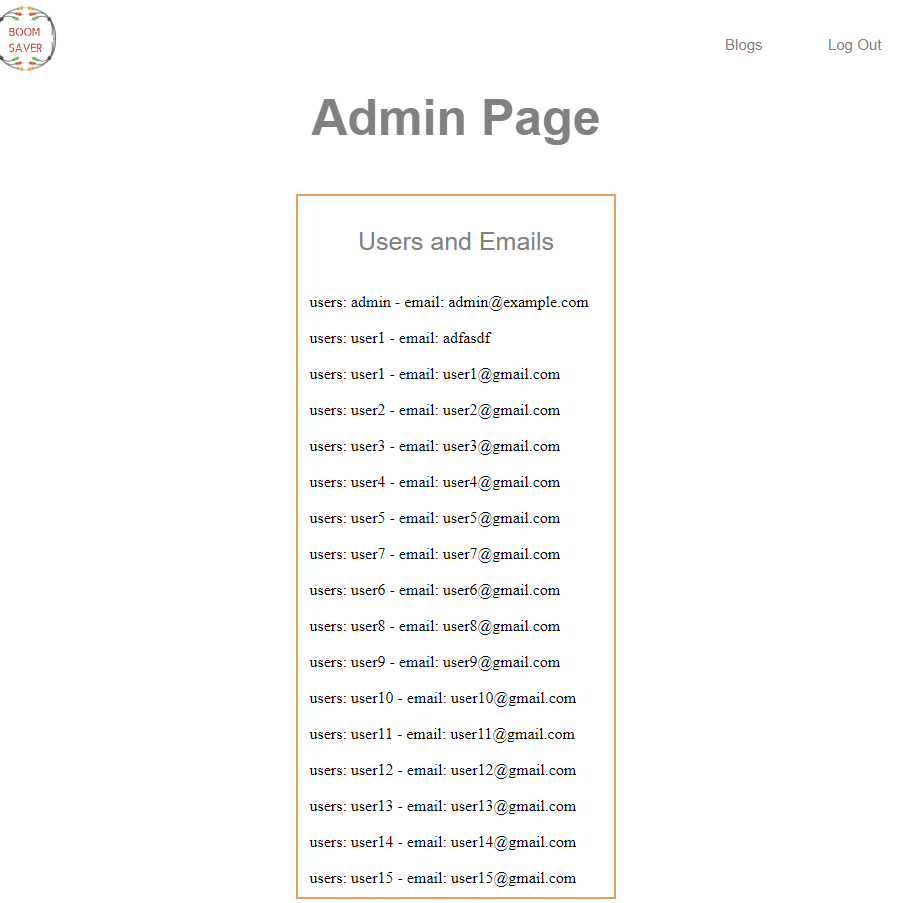 BOOM
SAVER
Blogs
Log Out
Admin Page
Users and Emails
users: admin - email: admin@example.com
users: user1 - email: adfasdf
users: user1 - email: user1@gmail.com
users: user2 - email: user2@gmail.com
users: user3 - email: user3@gmail.com
users: user4 - email: user4@gmail.com
users: user5 - email: user5@gmail.com
users: user7 - email: user7@gmail.com
users: user6 - email: user6@gmail.com
users: user8 - email: user8@gmail.com
users: user9 - email: user9@gmail.com
users: user10 - email: user10@gmail.com
users: user11 - email: user11@gmail.com
users: user12 - email: user12@gmail.com
users: user13 - email: user13@gmail.com
users: user14 - email: user14@gmail.com
users: user15 - email: user15@gmail.com